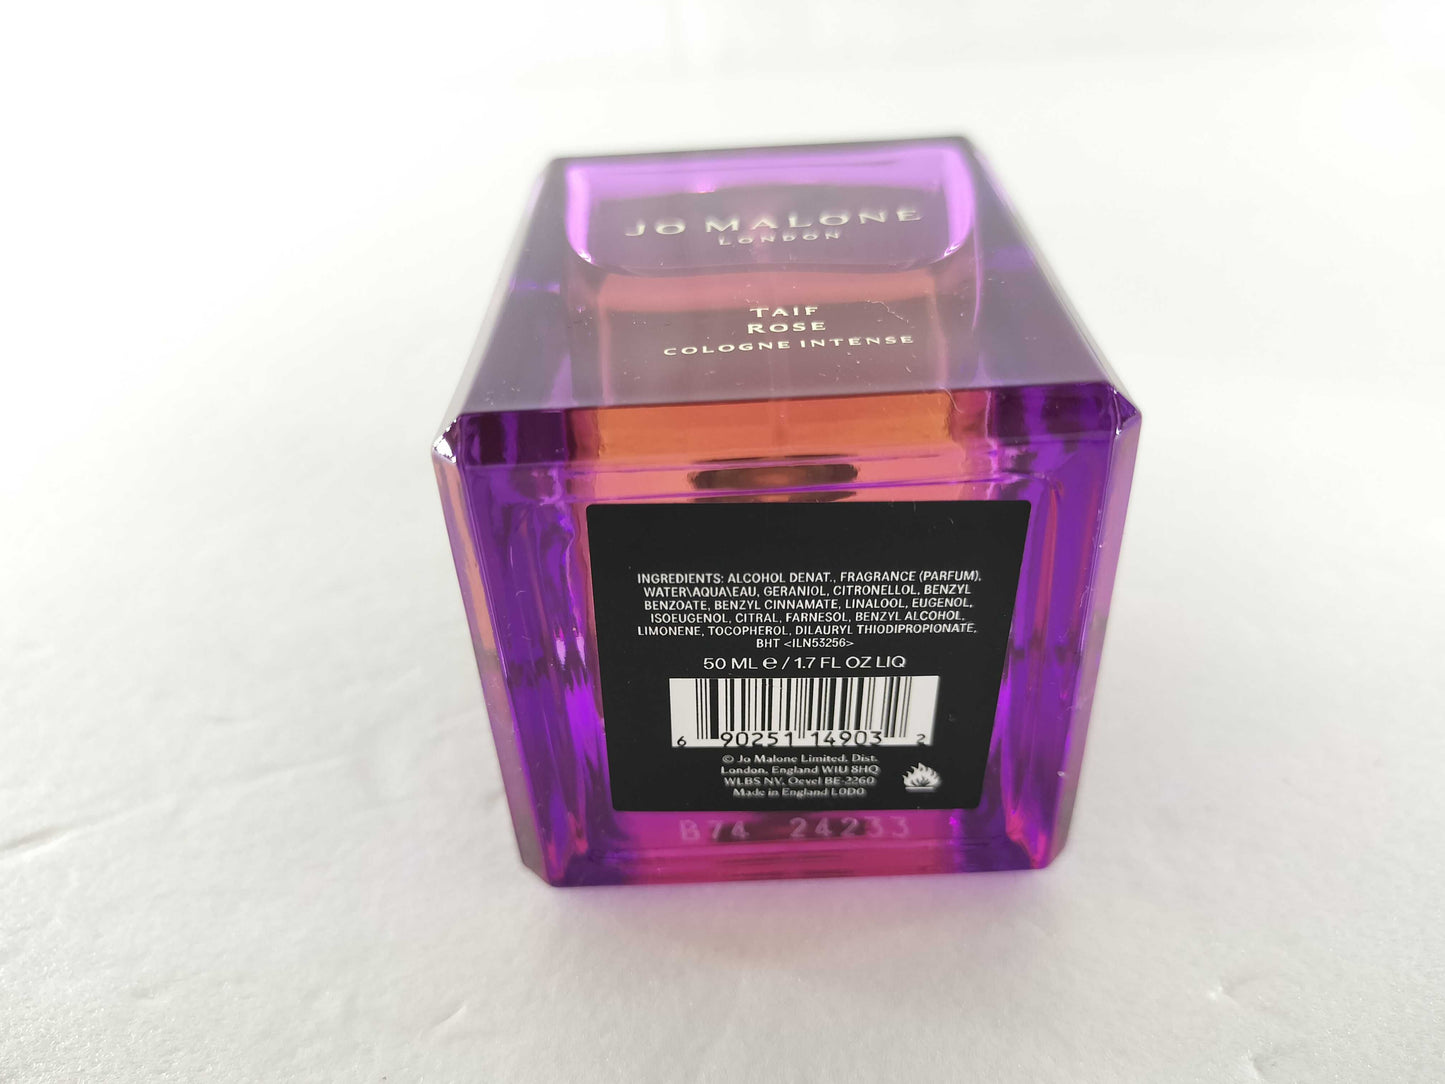 JO MALONE
LONDON
TAIF
ROSE
COLOGNE INTENSE
INGREDIENTS: ALCOHOL DENAT., FRAGRANCE (PARFUM),
WATER\AQUA\EAU, GERANIOL, CITRONELLOL, BENZYL
BENZOATE, BENZYL CINNAMATE, LINALOOL, EUGENOL,
ISOEUGENOL, CITRAL, FARNESOL, BENZYL ALCOHOL,
LIMONENE, TOCOPHEROL, DILAURYL THIODIPROPIONATE,
BHT <ILN53256>
50 ML ℮ / 1.7 FL OZ LIQ
6 90251 14903 2
© Jo Malone Limited, Dist.
London, England W1U 8HQ
WLBS NV, Oevel BE-2260
Made in England L0D0
B74 24233